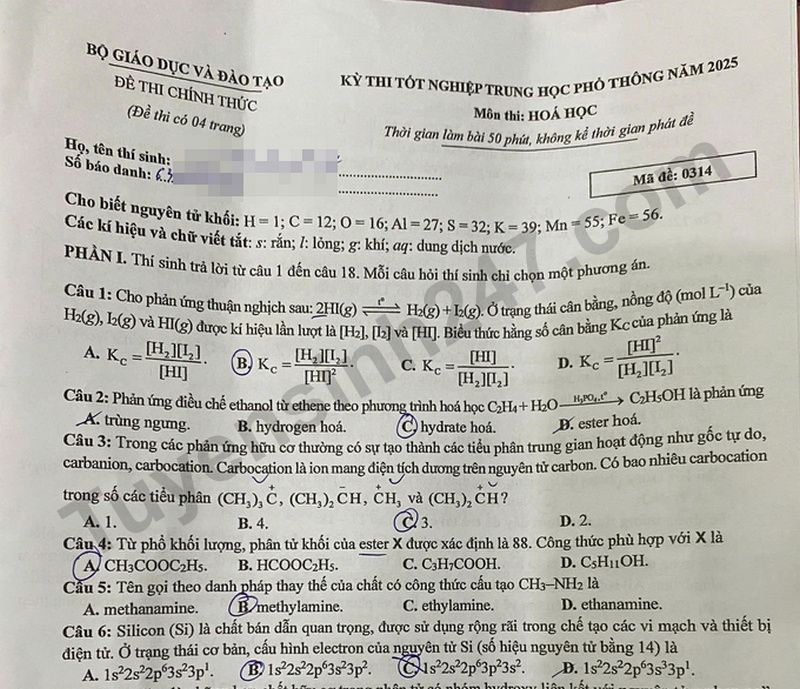 BỘ GIÁO DỤC VÀ ĐÀO TẠO
ĐỀ THI CHÍNH THỨC
(Đề thi có 04 trang)
KỲ THI TỐT NGHIỆP TRUNG HỌC PHỔ THÔNG NĂM 2025
Môn thi: HOÁ HỌC
Thời gian làm bài 50 phút, không kể thời gian phát đề
Họ, tên thí sinh:
Số báo danh:
Mã đề: 0314
Cho biết nguyên tử khối: H = 1; C = 12; O = 16; Al = 27; S = 32; K = 39; Mn = 55; Fe = 56.
Các kí hiệu và chữ viết tắt: s: rắn; l: lỏng; g: khí; aq: dung dịch nước.
PHẦN I. Thí sinh trả lời từ câu 1 đến câu 18. Mỗi câu hỏi thí sinh chỉ chọn một phương án.
Câu 1: Cho phản ứng thuận nghịch sau: 2HI(g) ⇌ (t°) H₂(g) + I₂(g). Ở trạng thái cân bằng, nồng độ (mol L⁻¹) của
H₂(g), I₂(g) và HI(g) được kí hiệu lần lượt là [H₂], [I₂] và [HI]. Biểu thức hằng số cân bằng K_C của phản ứng là
A. K_C = [H₂][I₂]/[HI]. B. K_C = [H₂][I₂]/[HI]². C. K_C = [HI]/[H₂][I₂]. D. K_C = [HI]²/[H₂][I₂].
Câu 2: Phản ứng điều chế ethanol từ ethene theo phương trình hoá học C₂H₄ + H₂O —H₃PO₄, t°→ C₂H₅OH là phản ứng
A. trùng ngưng. B. hydrogen hoá. C. hydrate hoá. D. ester hoá.
Câu 3: Trong các phản ứng hữu cơ thường có sự tạo thành các tiểu phân trung gian hoạt động như gốc tự do,
carbanion, carbocation. Carbocation là ion mang điện tích dương trên nguyên tử carbon. Có bao nhiêu carbocation
trong số các tiểu phân (CH₃)₃C⁺, (CH₃)₂C⁻H, C⁺H₃ và (CH₃)₂C⁺H?
A. 1. B. 4. C. 3. D. 2.
Câu 4: Từ phổ khối lượng, phân tử khối của ester X được xác định là 88. Công thức phù hợp với X là
A. CH₃COOC₂H₅. B. HCOOC₂H₅. C. C₃H₇COOH. D. C₅H₁₁OH.
Câu 5: Tên gọi theo danh pháp thay thế của chất có công thức cấu tạo CH₃–NH₂ là
A. methanamine. B. methylamine. C. ethylamine. D. ethanamine.
Câu 6: Silicon (Si) là chất bán dẫn quan trọng, được sử dụng rộng rãi trong chế tạo các vi mạch và thiết bị
điện tử. Ở trạng thái cơ bản, cấu hình electron của nguyên tử Si (số hiệu nguyên tử bằng 14) là
A. 1s²2s²2p⁶3s²3p¹. B. 1s²2s²2p⁶3s²3p². C. 1s²2s²2p⁶3p²3s². D. 1s²2s²2p⁶3s³3p¹.
Tuyensinh247.com